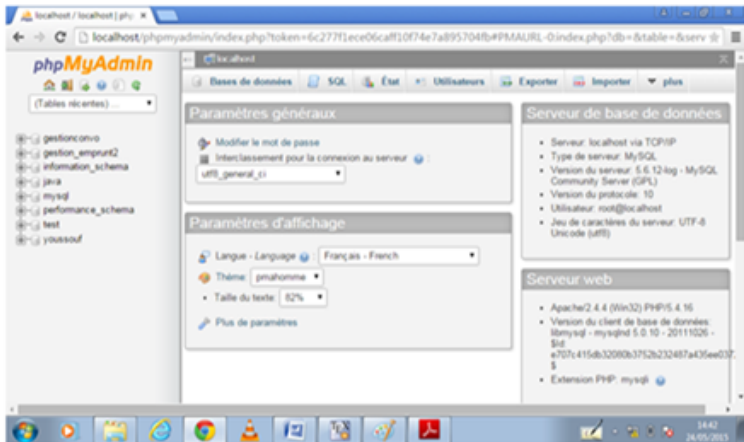 localhost / localhost | php
localhost/phpmyadmin/index.php?token=6c277f1ece06caff10f74e7a895704fb#PMAURL-0:index.php?db=&table=&serv
phpMyAdmin
(Tables récentes) ...
gestionconvo
gestion_emprunt2
information_schema
java
mysql
performance_schema
test
youssouf
localhost
Bases de données SQL État Utilisateurs Exporter Importer plus
Paramètres généraux
Modifier le mot de passe
Interclassement pour la connexion au serveur :
utf8_general_ci
Paramètres d'affichage
Langue - Language : Français - French
Thème: pmahomme
Taille du texte: 82%
Plus de paramètres
Serveur de base de données
Serveur: localhost via TCP/IP
Type de serveur: MySQL
Version du serveur: 5.6.12-log - MySQL
Community Server (GPL)
Version du protocole: 10
Utilisateur: root@localhost
Jeu de caractères du serveur: UTF-8
Unicode (utf8)
Serveur web
Apache/2.4.4 (Win32) PHP/5.4.16
Version du client de base de données:
libmysql - mysqlnd 5.0.10 - 20111026 -
$Id:
e707c415db32080b3752b232487a435ee037
$
Extension PHP: mysqli
14:42
24/05/2015